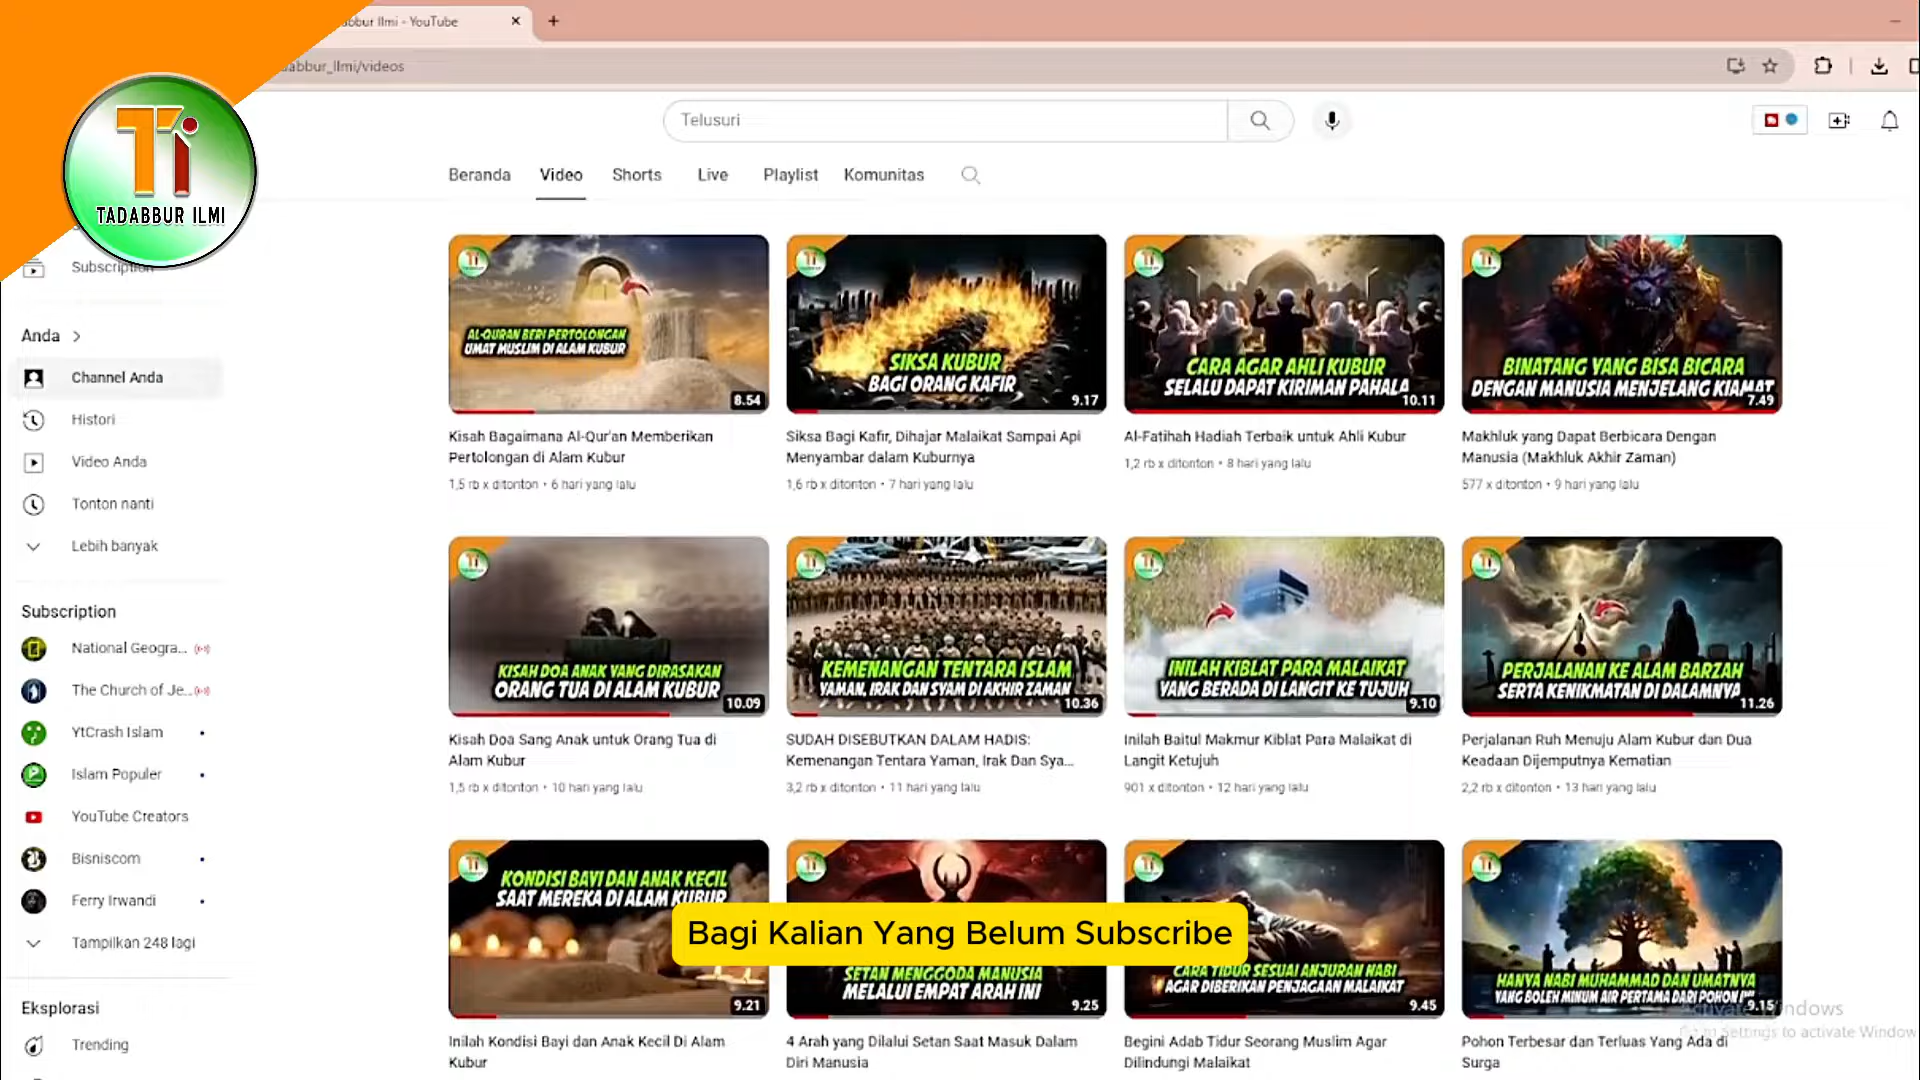 dabbur Ilmi - YouTube
dabbur_Ilmi/videos
TADABBUR ILMI
Telusuri
Beranda
Video
Shorts
Live
Playlist
Komunitas
Subscription
Anda
Channel Anda
Histori
Video Anda
Tonton nanti
Lebih banyak
Subscription
National Geogra...
The Church of Je...
YtCrash Islam
Islam Populer
YouTube Creators
Bisniscom
Ferry Irwandi
Tampilkan 248 lagi
Eksplorasi
Trending
AL-QURAN BERI PERTOLONGAN
UMAT MUSLIM DI ALAM KUBUR
8.54
Kisah Bagaimana Al-Qur'an Memberikan
Pertolongan di Alam Kubur
1,5 rb x ditonton • 6 hari yang lalu
SIKSA KUBUR
BAGI ORANG KAFIR
9.17
Siksa Bagi Kafir, Dihajar Malaikat Sampai Api
Menyambar dalam Kuburnya
1,6 rb x ditonton • 7 hari yang lalu
CARA AGAR AHLI KUBUR
SELALU DAPAT KIRIMAN PAHALA
10.11
Al-Fatihah Hadiah Terbaik untuk Ahli Kubur
1,2 rb x ditonton • 8 hari yang lalu
BINATANG YANG BISA BICARA
DENGAN MANUSIA MENJELANG KIAMAT
7.49
Makhluk yang Dapat Berbicara Dengan
Manusia (Makhluk Akhir Zaman)
577 x ditonton • 9 hari yang lalu
KISAH DOA ANAK YANG DIRASAKAN
ORANG TUA DI ALAM KUBUR
10.09
Kisah Doa Sang Anak untuk Orang Tua di
Alam Kubur
1,5 rb x ditonton • 10 hari yang lalu
KEMENANGAN TENTARA ISLAM
YAMAN, IRAK DAN SYAM DI AKHIR ZAMAN
10.36
SUDAH DISEBUTKAN DALAM HADIS:
Kemenangan Tentara Yaman, Irak Dan Sya...
3,2 rb x ditonton • 11 hari yang lalu
INILAH KIBLAT PARA MALAIKAT
YANG BERADA DI LANGIT KE TUJUH
9.10
Inilah Baitul Makmur Kiblat Para Malaikat di
Langit Ketujuh
901 x ditonton • 12 hari yang lalu
PERJALANAN KE ALAM BARZAH
SERTA KENIKMATAN DI DALAMNYA
11.26
Perjalanan Ruh Menuju Alam Kubur dan Dua
Keadaan Dijemputnya Kematian
2,2 rb x ditonton • 13 hari yang lalu
KONDISI BAYI DAN ANAK KECIL
SAAT MEREKA DI ALAM KUBUR
9.21
Inilah Kondisi Bayi dan Anak Kecil Di Alam
Kubur
SETAN MENGGODA MANUSIA
MELALUI EMPAT ARAH INI
9.25
4 Arah yang Dilalui Setan Saat Masuk Dalam
Diri Manusia
CARA TIDUR SESUAI ANJURAN NABI
AGAR DIBERIKAN PENJAGAAN MALAIKAT
9.45
Begini Adab Tidur Seorang Muslim Agar
Dilindungi Malaikat
HANYA NABI MUHAMMAD DAN UMATNYA
YANG BOLEH MINUM AIR PERTAMA DARI POHON
9.15
Pohon Terbesar dan Terluas Yang Ada di
Surga
Bagi Kalian Yang Belum Subscribe
Activate Windows
Go to Settings to activate Window